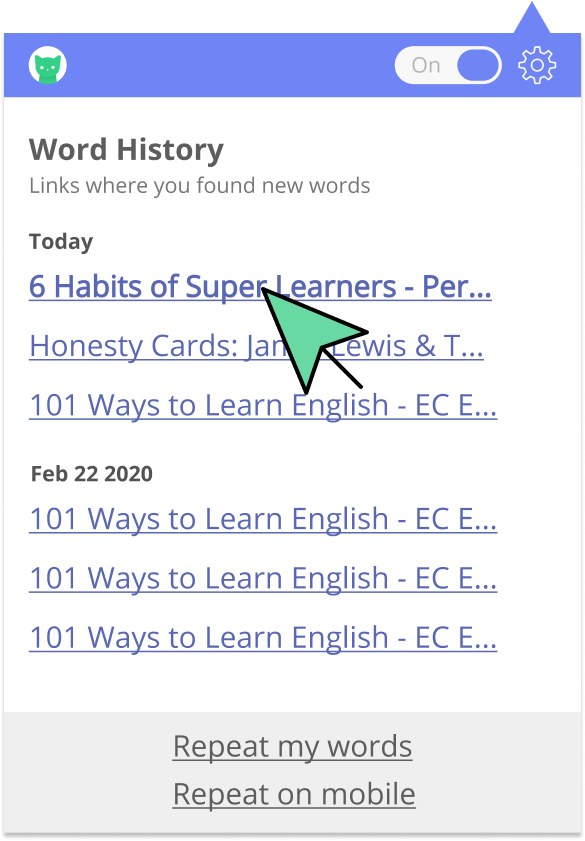 On
Word History
Links where you found new words
Today
6 Habits of Super Learners - Per...
Honesty Cards: Lewis & T...
101 Ways to Learn English - EC E...
Feb 22 2020
101 Ways to Learn English - EC E...
101 Ways to Learn English - EC E...
101 Ways to Learn English - EC E...
Repeat my words
Repeat on mobile